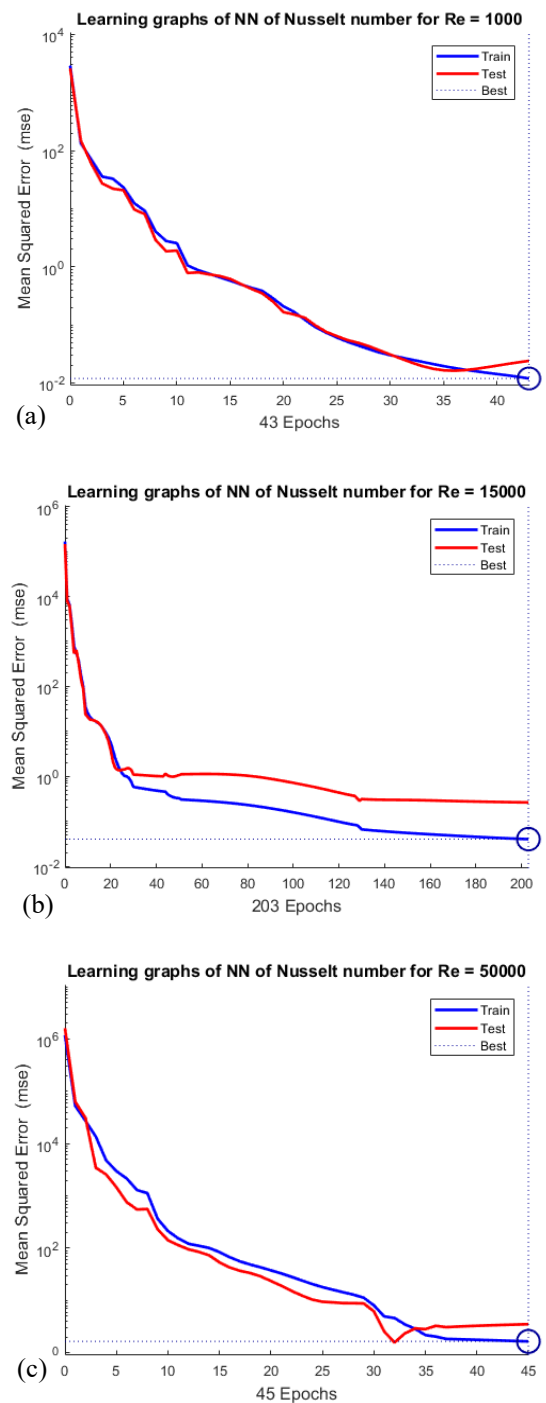 Learning graphs of NN of Nusselt number for Re = 1000
Train
Test
Best
Mean Squared Error (mse)
10^4
10^2
10^0
10^-2
0 5 10 15 20 25 30 35 40
43 Epochs
(a)
Learning graphs of NN of Nusselt number for Re = 15000
Train
Test
Best
Mean Squared Error (mse)
10^6
10^4
10^2
10^0
10^-2
0 20 40 60 80 100 120 140 160 180 200
203 Epochs
(b)
Learning graphs of NN of Nusselt number for Re = 50000
Train
Test
Best
Mean Squared Error (mse)
10^6
10^4
10^2
0
0 5 10 15 20 25 30 35 40 45
45 Epochs
(c)